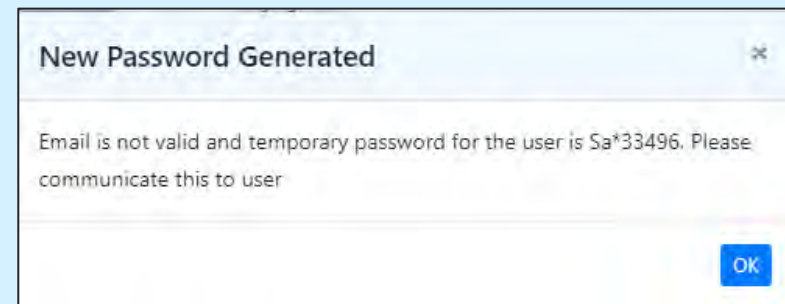 New Password Generated
×
Email is not valid and temporary password for the user is Sa*33496. Please
communicate this to user
OK